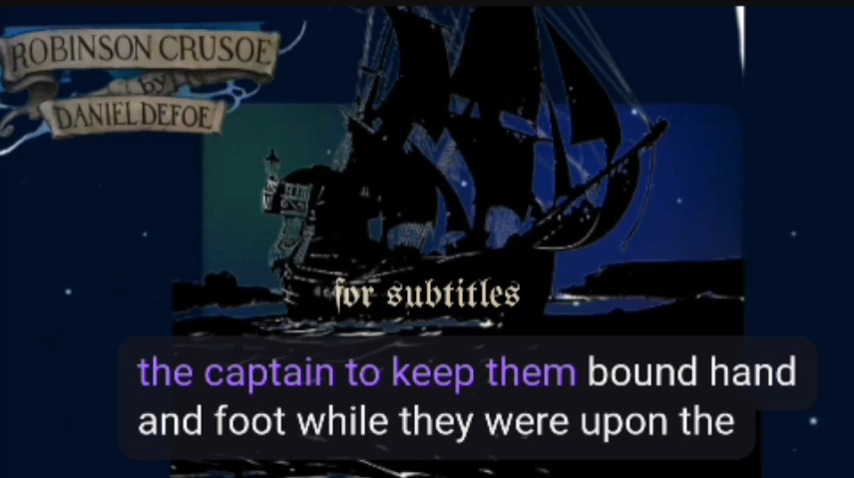 ROBINSON CRUSOE
by
DANIEL DEFOE
for subtitles
the captain to keep them bound hand
and foot while they were upon the